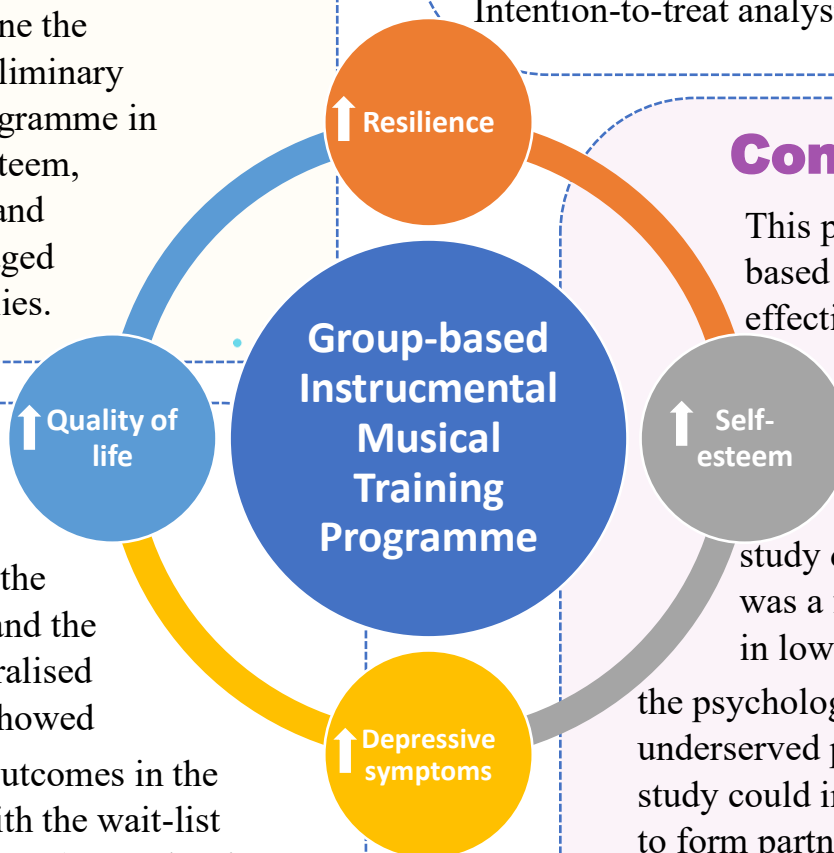 ne the
liminary
gramme in
teem,
and
ged
ies.
Intention-to-treat analys
Resilience
Group-based
Instrucmental
Musical
Training
Programme
Quality of
life
Self-
esteem
Depressive
symptoms
Con
This p
based
effecti
study
was a
in low
the psycholog
underserved p
study could i
to form partn
the
and the
ralised
howed
utcomes in the
ith the wait-list